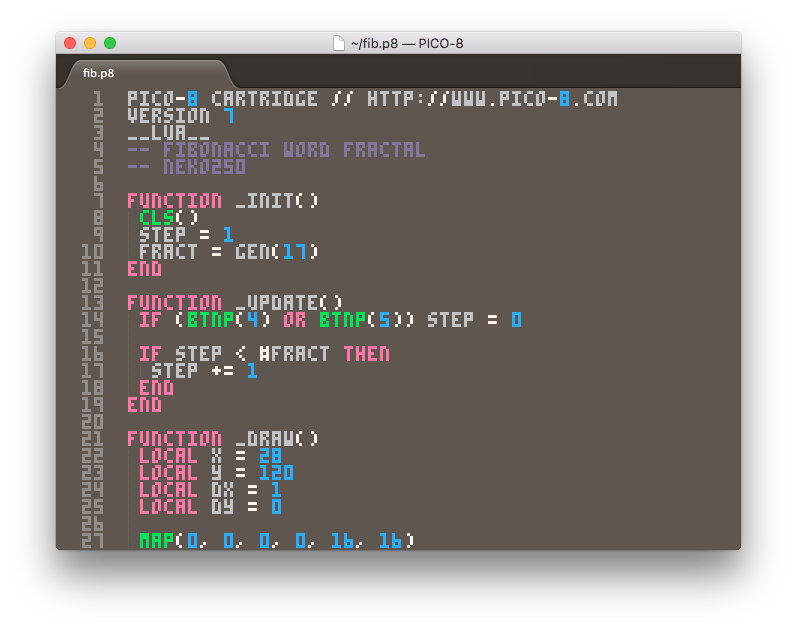 ~/fib.p8 — PICO-8
fib.p8
1 PICO-8 CARTRIDGE // HTTP://WWW.PICO-8.COM
2 VERSION 7
3 __LUA__
4 -- FIBONACCI WORD FRACTAL
5 -- NEKO250
6
7 FUNCTION _INIT()
8 CLS()
9 STEP = 1
10 FRACT = GEN(17)
11 END
12
13 FUNCTION _UPDATE()
14 IF (BTNP(4) OR BTNP(5)) STEP = 0
15
16 IF STEP < #FRACT THEN
17 STEP += 1
18 END
19 END
20
21 FUNCTION _DRAW()
22 LOCAL X = 28
23 LOCAL Y = 120
24 LOCAL DX = 1
25 LOCAL DY = 0
26
27 MAP(0, 0, 0, 0, 16, 16)